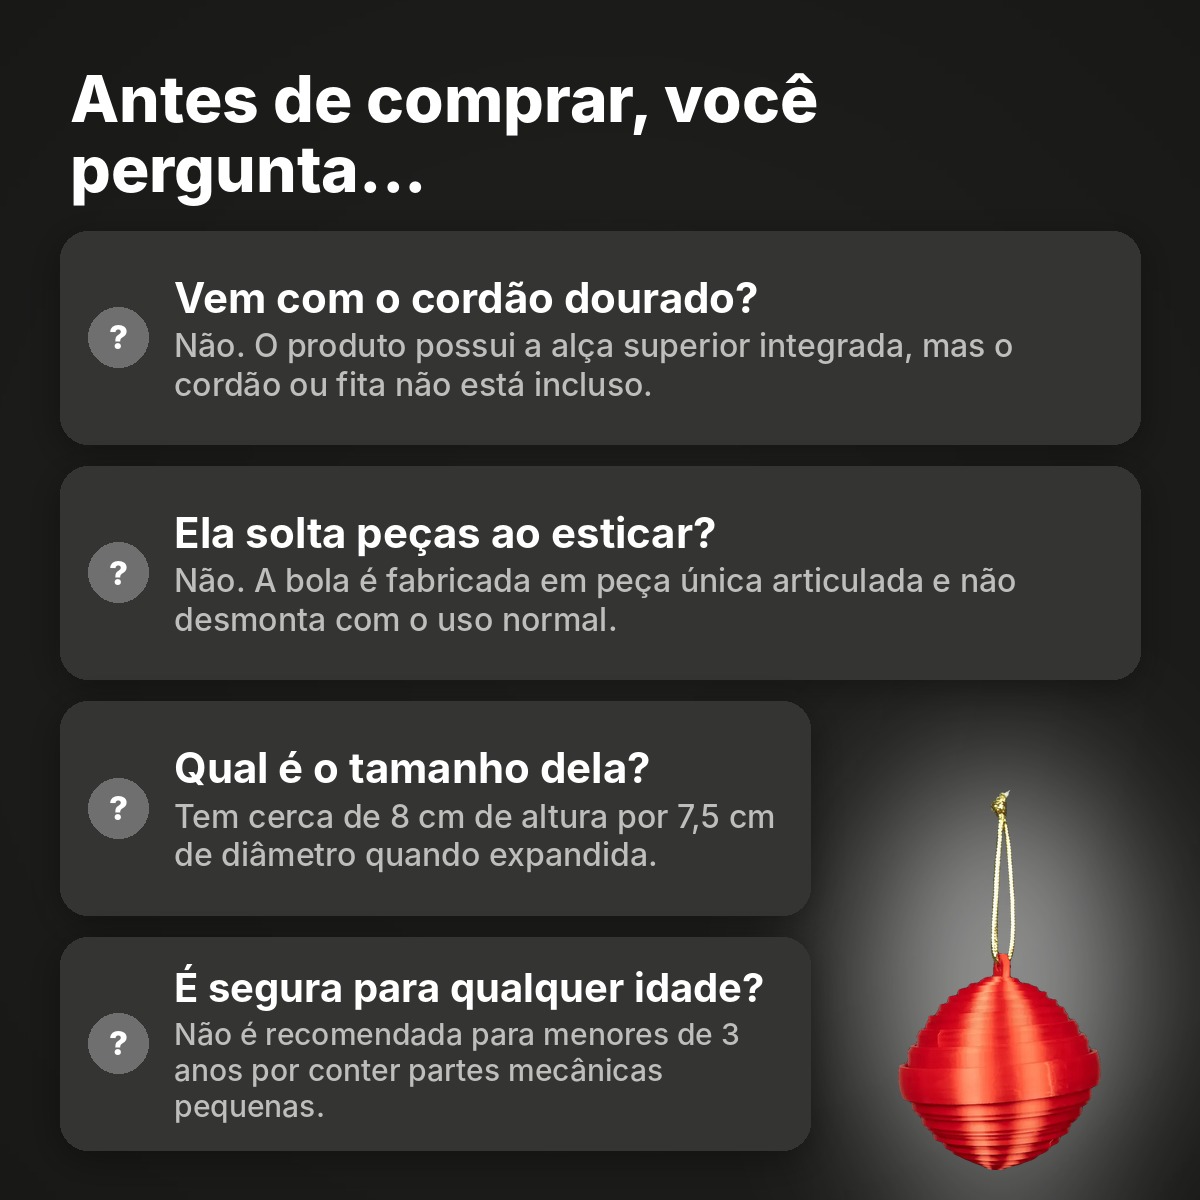 Antes de comprar, você
pergunta...
?
Vem com o cordão dourado?
Não. O produto possui a alça superior integrada, mas o
cordão ou fita não está incluso.
?
Ela solta peças ao esticar?
Não. A bola é fabricada em peça única articulada e não
desmonta com o uso normal.
?
Qual é o tamanho dela?
Tem cerca de 8 cm de altura por 7,5 cm
de diâmetro quando expandida.
?
É segura para qualquer idade?
Não é recomendada para menores de 3
anos por conter partes mecânicas
pequenas.